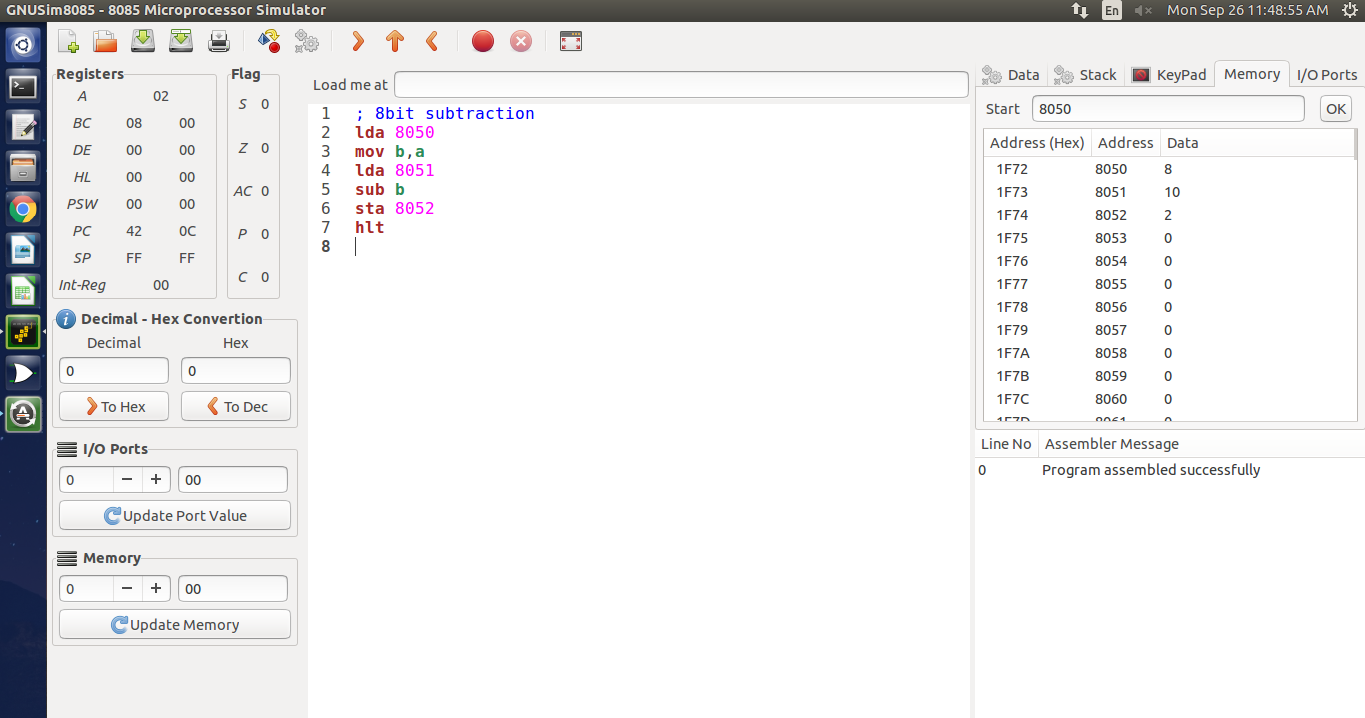 GNUSim8085 - 8085 Microprocessor Simulator
En
Mon Sep 26 11:48:55 AM
Registers
A 02
BC 08 00
DE 00 00
HL 00 00
PSW 00 00
PC 42 0C
SP FF FF
Int-Reg 00
Flag
S 0
Z 0
AC 0
P 0
C 0
Decimal - Hex Convertion
Decimal Hex
0 0
To Hex To Dec
I/O Ports
0 − + 00
Update Port Value
Memory
0 − + 00
Update Memory
Load me at
1 ; 8bit subtraction
2 lda 8050
3 mov b,a
4 lda 8051
5 sub b
6 sta 8052
7 hlt
8
Data Stack KeyPad Memory I/O Ports
Start 8050 OK
Address (Hex) Address Data
1F72 8050 8
1F73 8051 10
1F74 8052 2
1F75 8053 0
1F76 8054 0
1F77 8055 0
1F78 8056 0
1F79 8057 0
1F7A 8058 0
1F7B 8059 0
1F7C 8060 0
1F7D 8061 0
Line No Assembler Message
0 Program assembled successfully